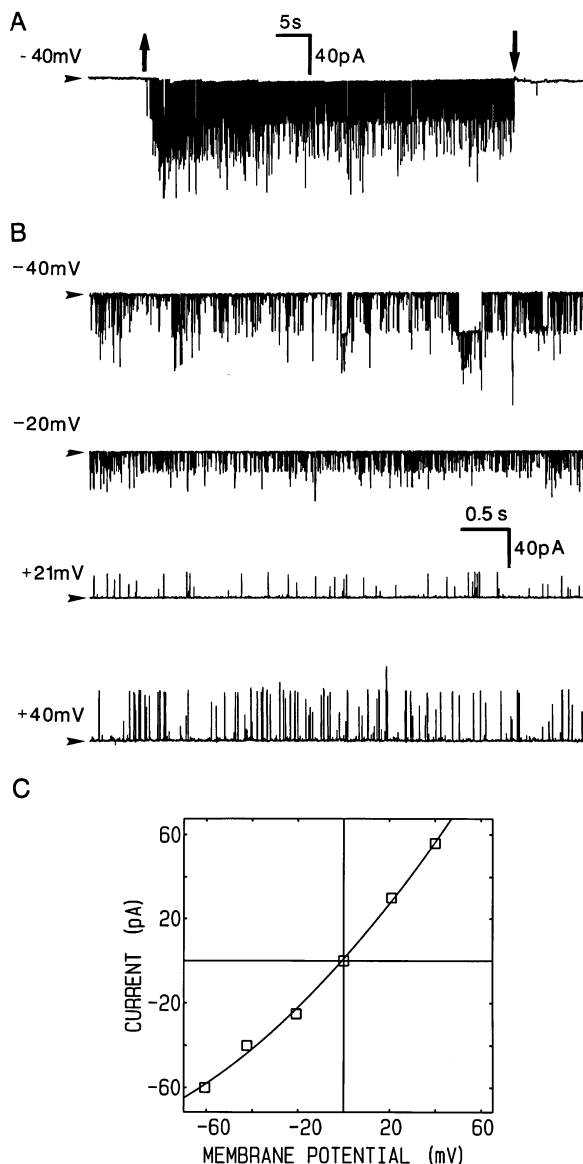 A
5s
- 40mV
40pA
B
-40mV
-20mV
0.5 s
40pA
+21mV
+40mV
C
60
20
-20
-60
CURRENT (pA)
-60
-20
20
60
MEMBRANE POTENTIAL (mV)